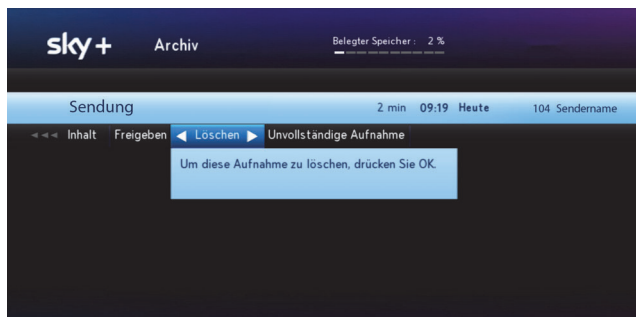 sky+ Archiv Belegter Speicher: 2 %
Sendung 2 min 09:19 Heute 104 Sendername
Inhalt Freigeben Löschen Unvollständige Aufnahme
Um diese Aufnahme zu löschen, drücken Sie OK.